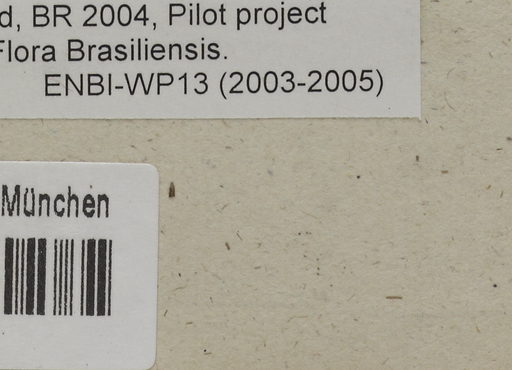 d, BR 2004, Pilot project
Flora Brasiliensis.
ENBI-WP13 (2003-2005)
München